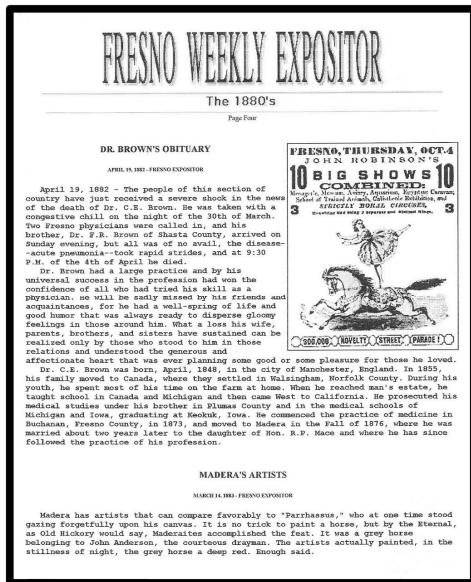 FRESNO WEEKLY EXPOSITOR
The 1880's
Page Four
DR. BROWN'S OBITUARY
APRIL 19, 1882 - FRESNO EXPOSITOR
April 19, 1882 - The people of this section of
country have just received a severe shock in the news
of the death of Dr. C.E. Brown. He was taken with a
congestive chill on the night of the 30th of March.
Two Fresno physicians were called in, and his
brother, Dr. F.R. Brown of Shasta County, arrived on
Sunday evening, but all was of no avail, the disease-
-acute pneumonia--took rapid strides, and at 9:30
P.M. of the 4th of April he died.
Dr. Brown had a large practice and by his
universal success in the profession had won the
confidence of all who had tried his skill as a
physician. He will be sadly missed by his friends and
acquaintances, for he had a well-spring of life and
good humor that was always ready to disperse gloomy
feelings in those around him. What a loss his wife,
parents, brothers, and sisters have sustained can be
realized only by those who stood to him in those
relations and understood the generous and
affectionate heart that was ever planning some good or some pleasure for those he loved.
Dr. C.E. Brown was born, April, 1848, in the city of Manchester, England. In 1855,
his family moved to Canada, where they settled in Walsingham, Norfolk County. During his
youth, he spent most of his time on the farm at home. When he reached man's estate, he
taught school in Canada and Michigan and then came West to California. He prosecuted his
medical studies under his brother in Plumas County and in the medical schools of
Michigan and Iowa, graduating at Keokuk, Iowa. He commenced the practice of medicine in
Buchanan, Fresno County, in 1873, and moved to Madera in the Fall of 1876, where he was
married about two years later to the daughter of Hon. R.P. Mace and where he has since
followed the practice of his profession.
FRESNO, THURSDAY, OCT. 4
JOHN ROBINSON'S
10 BIG SHOWS 10
COMBINED:
Menagerie, Museum, Aviary, Aquarium, Egyptian Caravan,
School of Trained Animals, Calisthenic Exhibition, and
3 STRICTLY MORAL CIRCUSES, 3
$300,000 NOVELTY STREET PARADE!
MADERA'S ARTISTS
MARCH 14, 1883 - FRESNO EXPOSITOR
Madera has artists that can compare favorably to "Parrhassus," who at one time stood
gazing forgetfully upon his canvas. It is no trick to paint a horse, but by the Eternal,
as Old Hickory would say, Maderaites accomplished the feat. It was a grey horse
belonging to John Anderson, the courteous drayman. The artists actually painted, in the
stillness of night, the grey horse a deep red. Enough said.